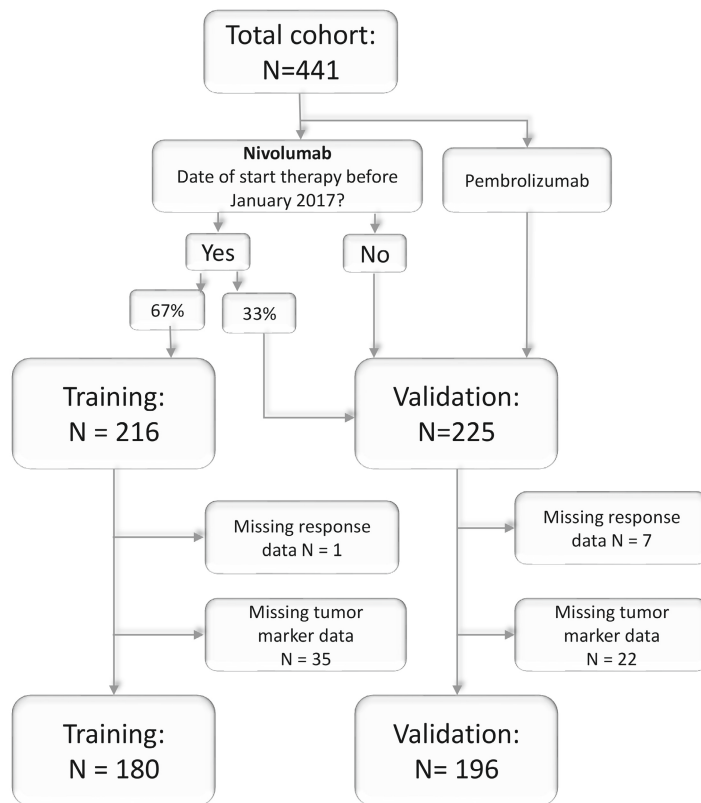 Total cohort:
N=441
Nivolumab
Date of start therapy before
January 2017?
Pembrolizumab
Yes
No
67%
33%
Training:
N = 216
Validation:
N=225
Missing response
data N = 1
Missing response
data N = 7
Missing tumor
marker data
N = 35
Missing tumor
marker data
N = 22
Training:
N = 180
Validation:
N= 196